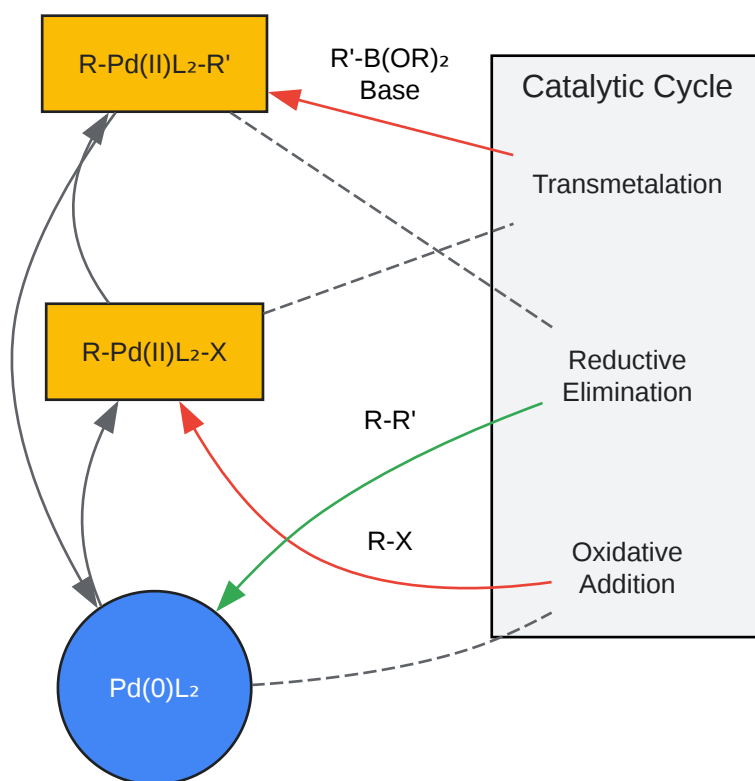 R-Pd(II)L₂-R'
R'-B(OR)₂
Base
Catalytic Cycle
Transmetalation
R-Pd(II)L₂-X
Reductive
Elimination
R-R'
R-X
Oxidative
Addition
Pd(0)L₂